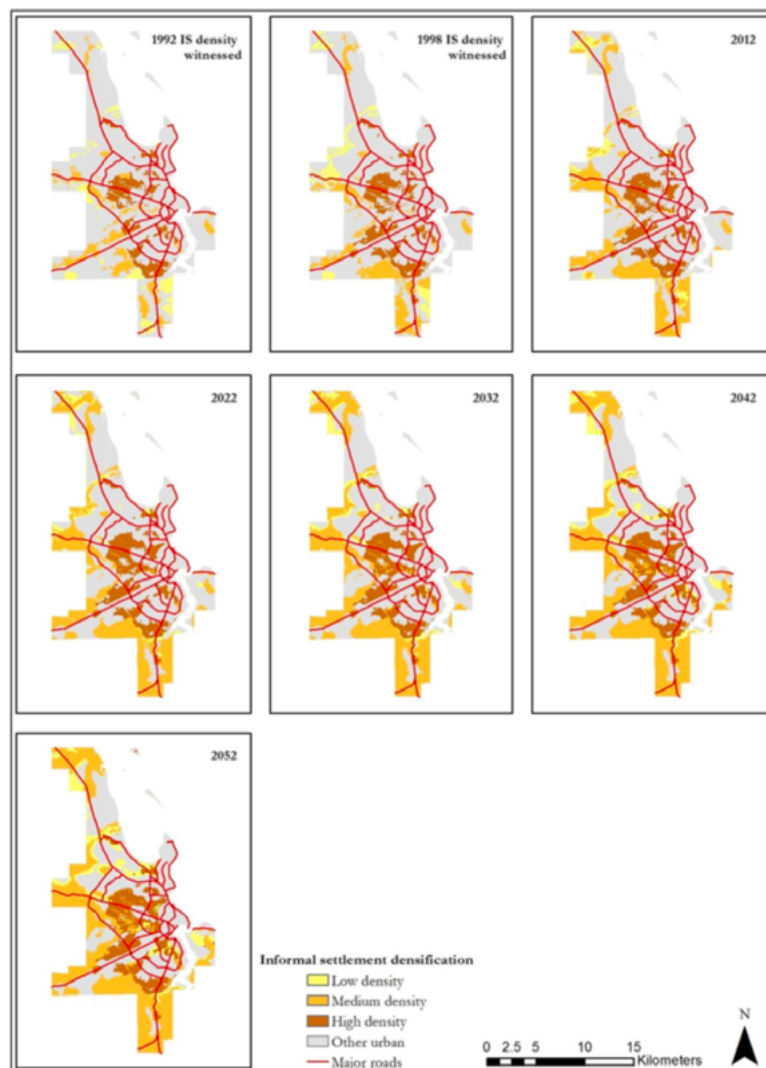 1992 IS density
witnessed
1998 IS density
witnessed
2012
2022
2032
2042
2052
Informal settlement densification
Low density
Medium density
High density
Other urban
Major roads
N
0 2.5 5 10 15
Kilometers